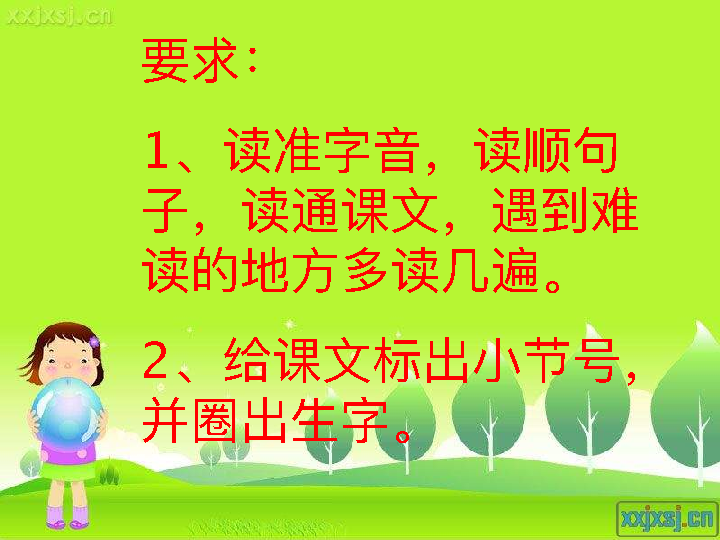 xxjxsj.cn
要求：
1、读准字音，读顺句
子，读通课文，遇到难
读的地方多读几遍。
2、给课文标出小节号，
并圈出生字。
xxjxsj.cn